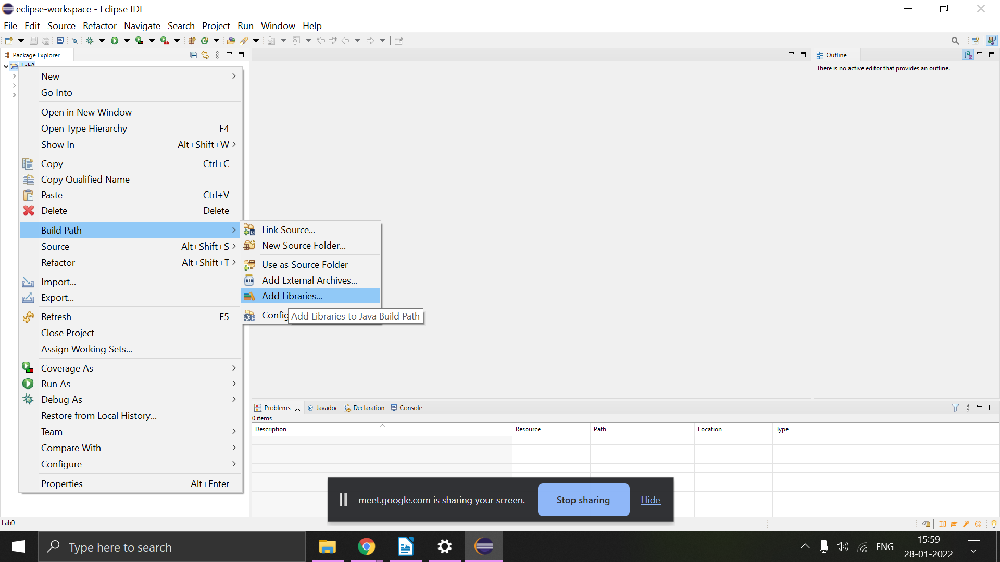 eclipse-workspace - Eclipse IDE
File Edit Source Refactor Navigate Search Project Run Window Help
Package Explorer
Outline
Lab0
There is no active editor that provides an outline.
New
Go Into
Open in New Window
Open Type Hierarchy F4
Show In Alt+Shift+W
Copy Ctrl+C
Copy Qualified Name
Paste Ctrl+V
Delete Delete
Build Path
Source Alt+Shift+S
Refactor Alt+Shift+T
Import...
Export...
Refresh F5
Close Project
Assign Working Sets...
Coverage As
Run As
Debug As
Restore from Local History...
Team
Compare With
Configure
Properties Alt+Enter
Link Source...
New Source Folder...
Use as Source Folder
Add External Archives...
Add Libraries...
Config
Add Libraries to Java Build Path
Problems @ Javadoc Declaration Console
0 items
Description Resource Path Location Type
meet.google.com is sharing your screen. Stop sharing Hide
Lab0
Type here to search
ENG
15:59
28-01-2022